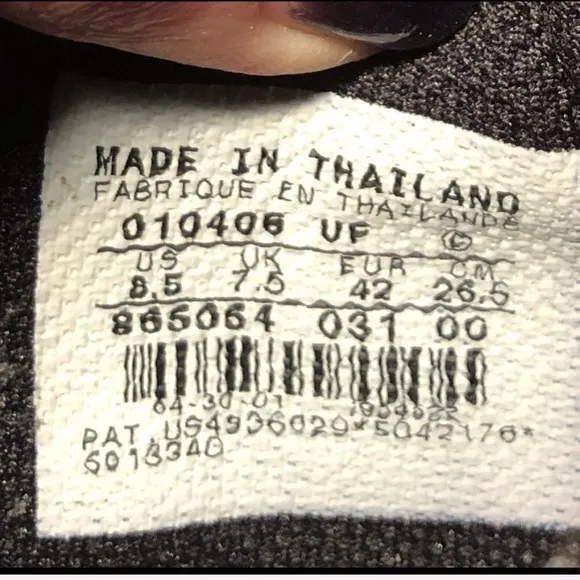 MADE IN THAILAND
FABRIQUE EN THAILANDE
010406 UF ©
US UK EUR CM
8.5 7.5 42 26.5
865064 031 00
04-30-01
PAT. US4936029*5042176*
6013340